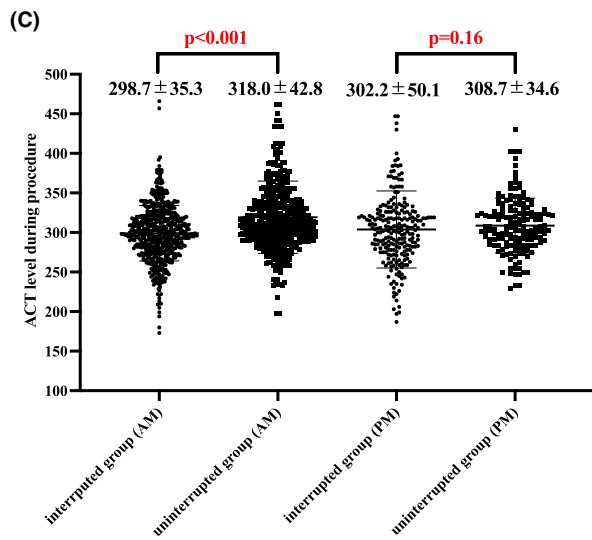 (C)
p<0.001
p=0.16
298.7±35.3
318.0±42.8
302.2±50.1
308.7±34.6
500
450
400
350
300
250
200
150
100
ACT level during procedure
interrputed group (AM)
uninterrupted group (AM)
interrupted group (PM)
uninterrupted group (PM)